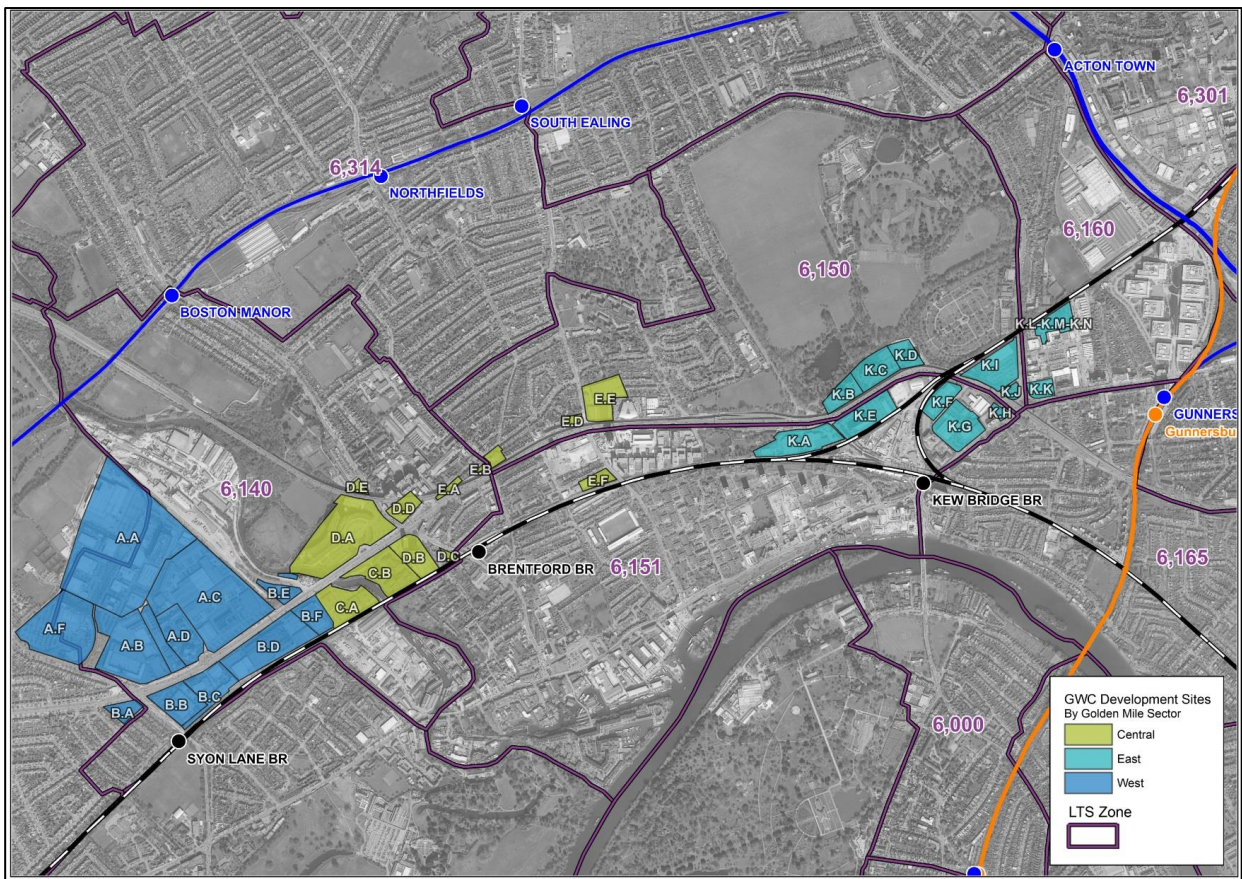 ACTON TOWN
6,301
SOUTH EALING
6,314
NORTHFIELDS
6,160
6,150
BOSTON MANOR
K.L-K.M-K.N
K.D
K.C
K.I
K.B
K.J
K.K
K.F
K.H
K.E
K.G
K.A
GUNNERS
Gunnersbu
E.E
E.D
E.B
E.F
E.A
D.E
6,140
D.D
KEW BRIDGE BR
D.A
D.B
D.C
BRENTFORD BR
6,151
6,165
A.A
C.B
B.E
A.C
C.A
B.F
A.F
A.D
A.B
B.D
B.C
B.B
B.A
SYON LANE BR
6,000
GWC Development Sites
By Golden Mile Sector
Central
East
West
LTS Zone